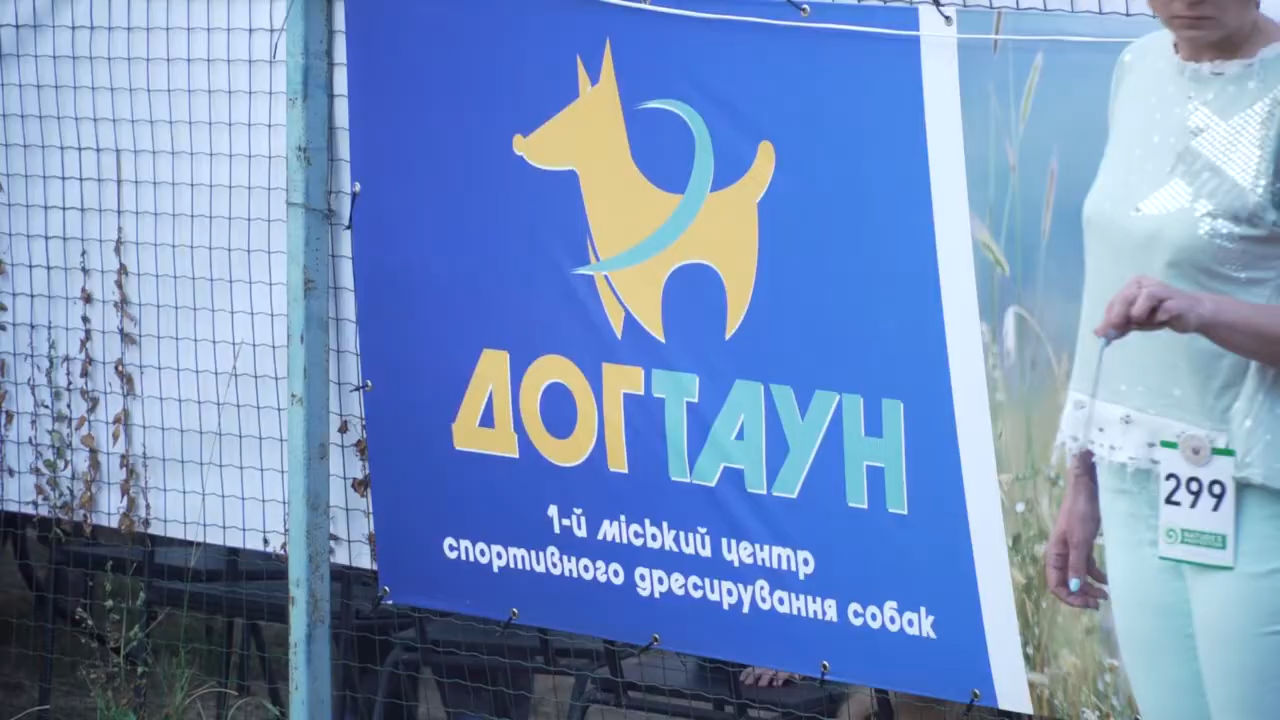 ДОГТАУН
1-й міський центр
спортивного дресирування собак
299